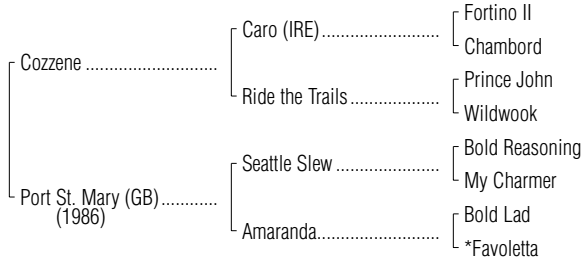 Fortino II
Caro (IRE)
Chambord
Cozzene
Prince John
Ride the Trails
Wildwook
Bold Reasoning
Seattle Slew
My Charmer
Port St. Mary (GB)
(1986)
Bold Lad
Amaranda
*Favoletta